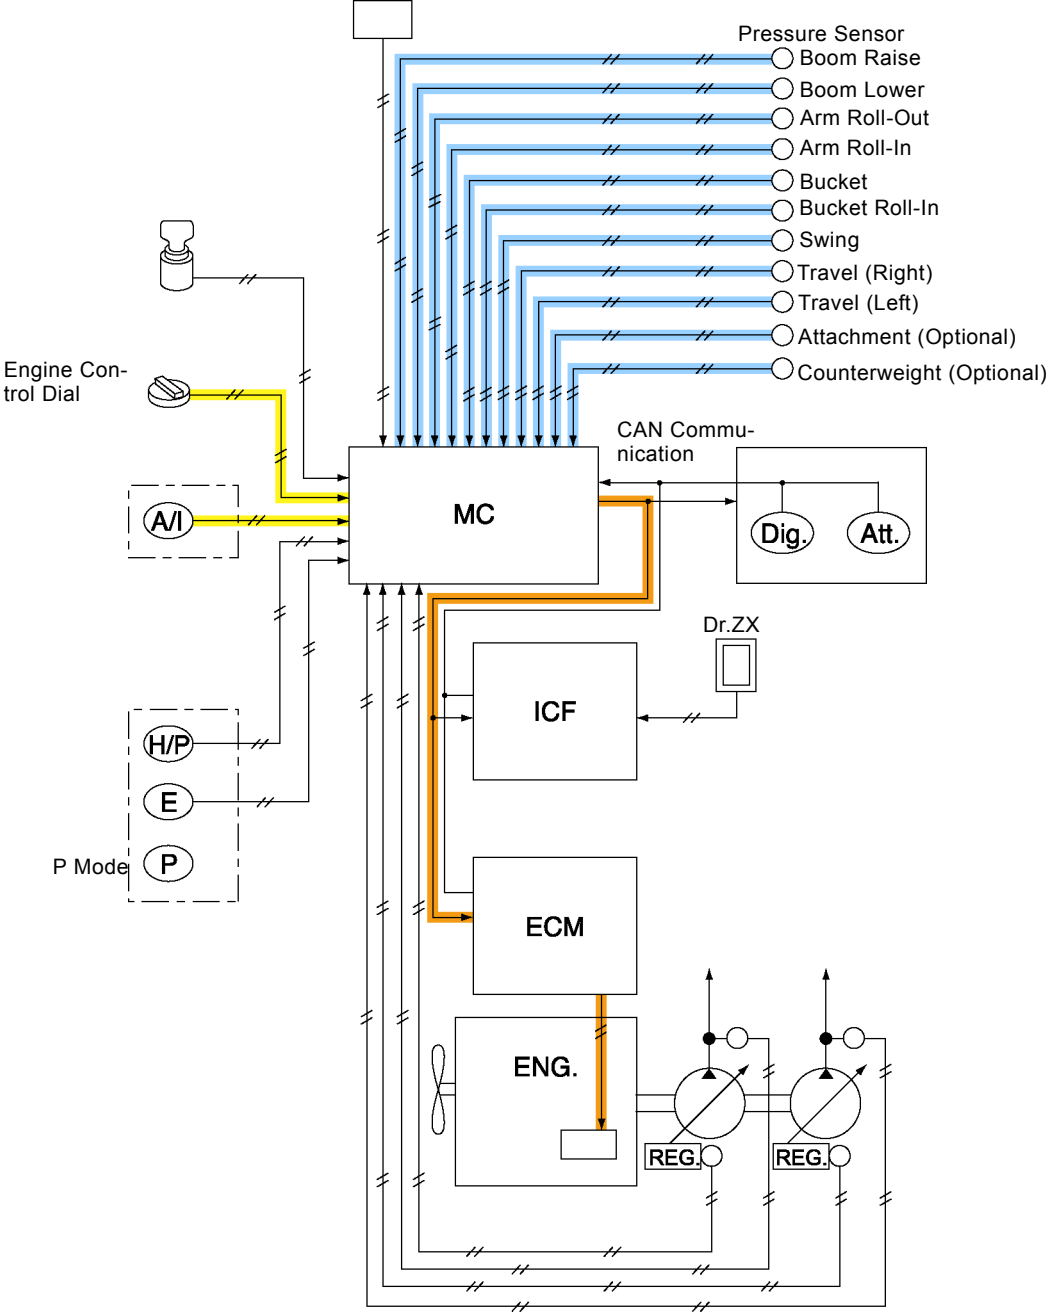 Pressure Sensor
Boom Raise
Boom Lower
Arm Roll-Out
Arm Roll-In
Bucket
Bucket Roll-In
Swing
Travel (Right)
Travel (Left)
Attachment (Optional)
Counterweight (Optional)
Engine Con-
trol Dial
CAN Commu-
nication
MC
A/I
Dig.
Att.
Dr.ZX
ICF
H/P
E
P Mode
P
ECM
ENG.
REG.
REG.